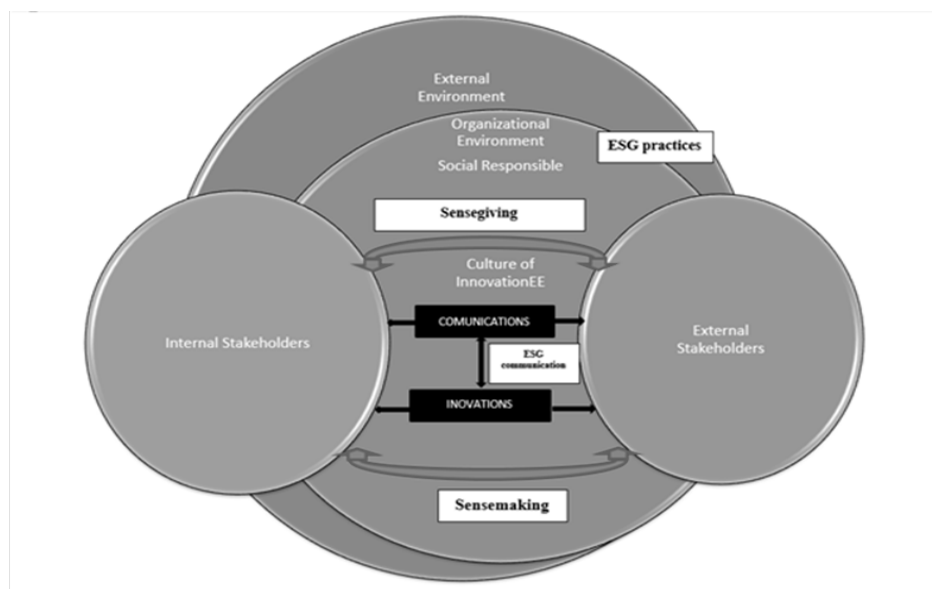 External
Environment
Organizational
Environment
ESG practices
Social Responsible
Sensegiving
Culture of
InnovationEE
COMUNICATIONS
Internal Stakeholders
External
Stakeholders
ESG
communication
INOVATIONS
Sensemaking